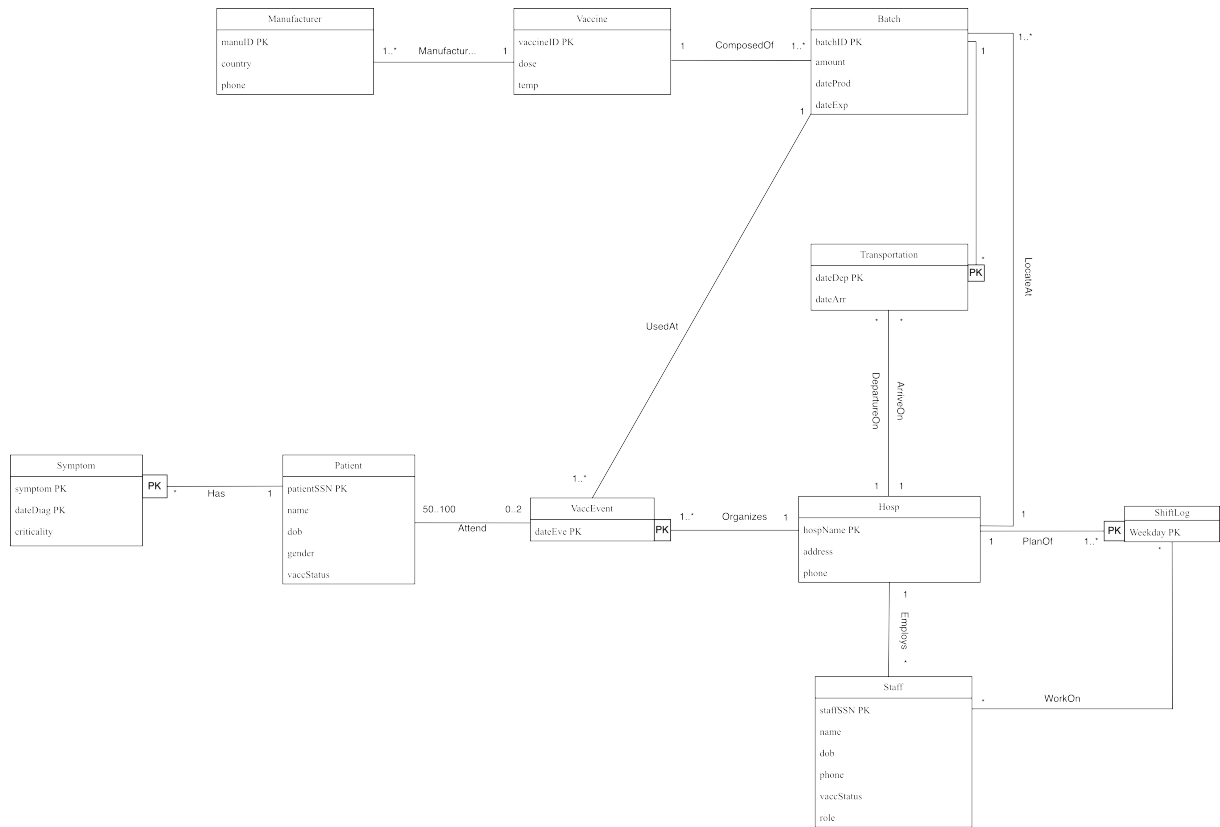 Manufacturer
manuID PK
country
phone
1..*
Manufactur...
1
Vaccine
vaccineID PK
dose
temp
1
ComposedOf
1..*
Batch
batchID PK
amount
dateProd
dateExp
1
1
1..*
LocateAt
UsedAt
1..*
Transportation
dateDep PK
dateArr
PK
*
*
*
DepartureOn
ArriveOn
1
1
Symptom
symptom PK
dateDiag PK
criticality
PK
*
Has
1
Patient
patientSSN PK
name
dob
gender
vaccStatus
50..100
0..2
Attend
VaccEvent
dateEve PK
PK
1..*
Organizes
1
Hosp
hospName PK
address
phone
1
1
PlanOf
1..*
PK
ShiftLog
Weekday PK
*
1
Employs
*
Staff
staffSSN PK
name
dob
phone
vaccStatus
role
*
WorkOn